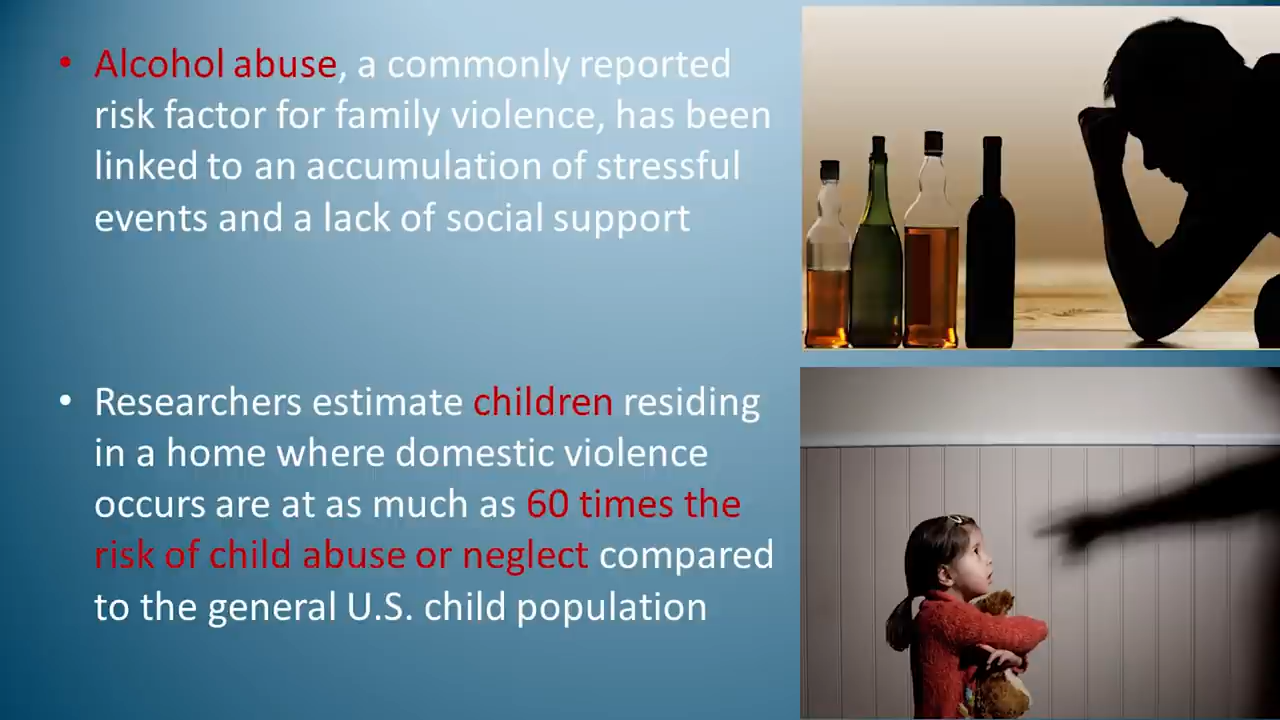 • Alcohol abuse, a commonly reported
risk factor for family violence, has been
linked to an accumulation of stressful
events and a lack of social support
• Researchers estimate children residing
in a home where domestic violence
occurs are at as much as 60 times the
risk of child abuse or neglect compared
to the general U.S. child population